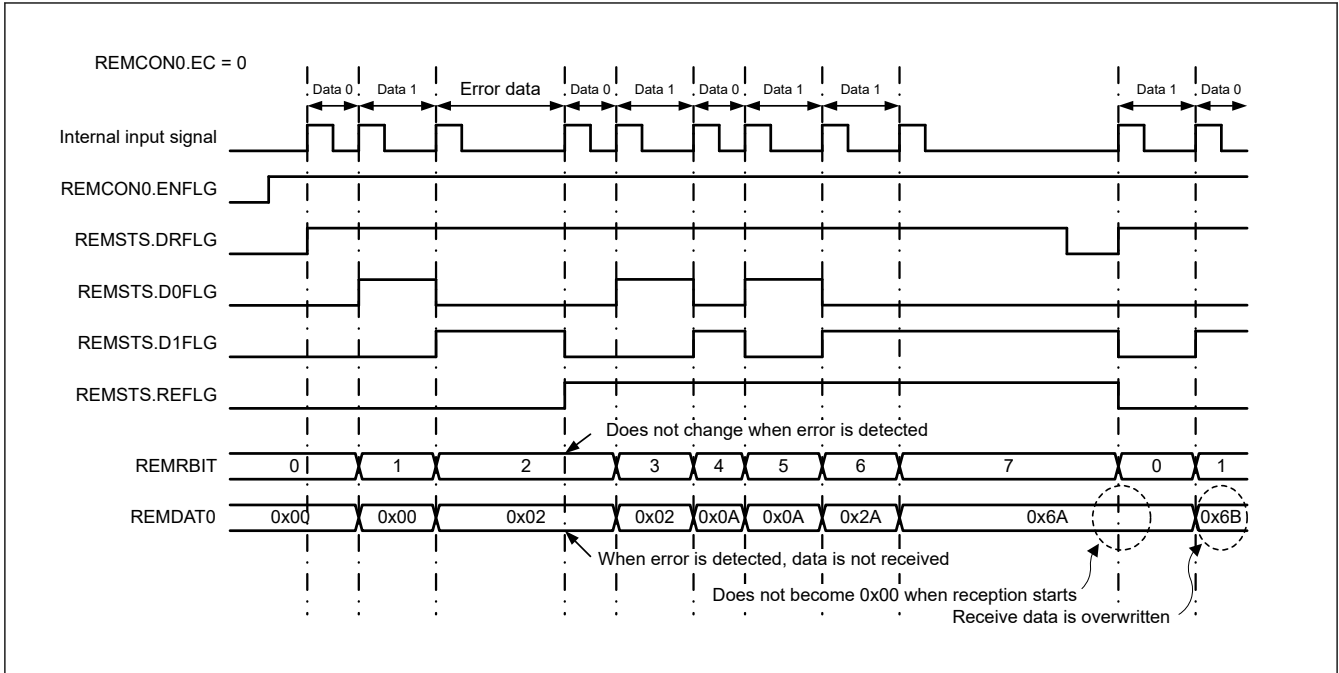 REMCON0.EC = 0
Data 0 Data 1 Error data Data 0 Data 1 Data 0 Data 1 Data 1 Data 1 Data 0
Internal input signal
REMCON0.ENFLG
REMSTS.DRFLG
REMSTS.D0FLG
REMSTS.D1FLG
REMSTS.REFLG
Does not change when error is detected
REMRBIT 0 1 2 3 4 5 6 7 0 1
REMDAT0 0x00 0x00 0x02 0x02 0x0A 0x0A 0x2A 0x6A 0x6B
When error is detected, data is not received
Does not become 0x00 when reception starts
Receive data is overwritten